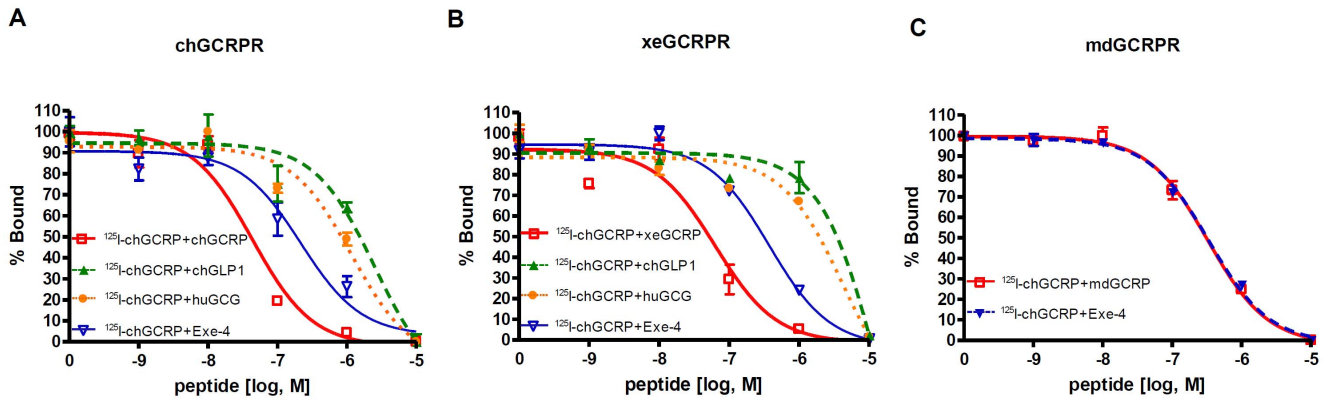 A
chGCRPR
% Bound
110
100
90
80
70
60
50
40
30
20
10
0
¹²⁵I-chGCRP+chGCRP
¹²⁵I-chGCRP+chGLP1
¹²⁵I-chGCRP+huGCG
¹²⁵I-chGCRP+Exe-4
0 -9 -8 -7 -6 -5
peptide [log, M]
B
xeGCRPR
% Bound
110
100
90
80
70
60
50
40
30
20
10
0
¹²⁵I-chGCRP+xeGCRP
¹²⁵I-chGCRP+chGLP1
¹²⁵I-chGCRP+huGCG
¹²⁵I-chGCRP+Exe-4
0 -9 -8 -7 -6 -5
peptide [log, M]
C
mdGCRPR
% Bound
110
100
90
80
70
60
50
40
30
20
10
0
¹²⁵I-chGCRP+mdGCRP
¹²⁵I-chGCRP+Exe-4
0 -9 -8 -7 -6 -5
peptide [log, M]